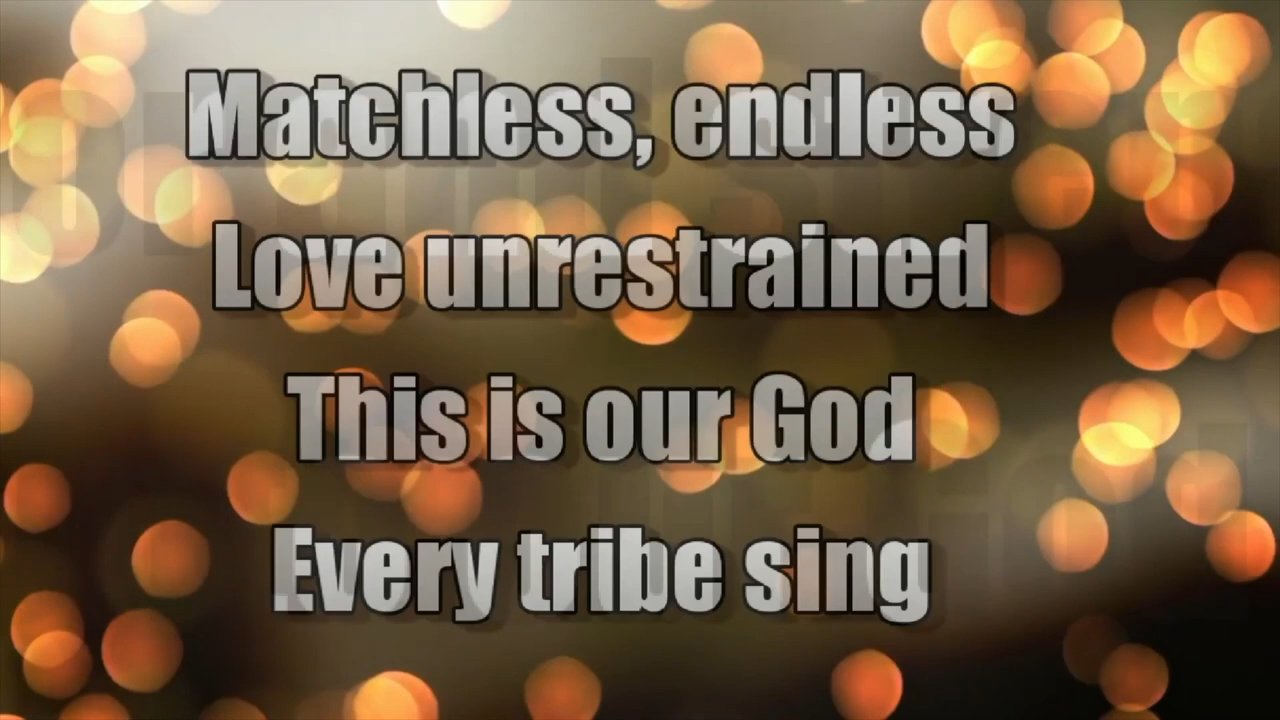 Matchless, endless
Love unrestrained
This is our God
Every tribe sing